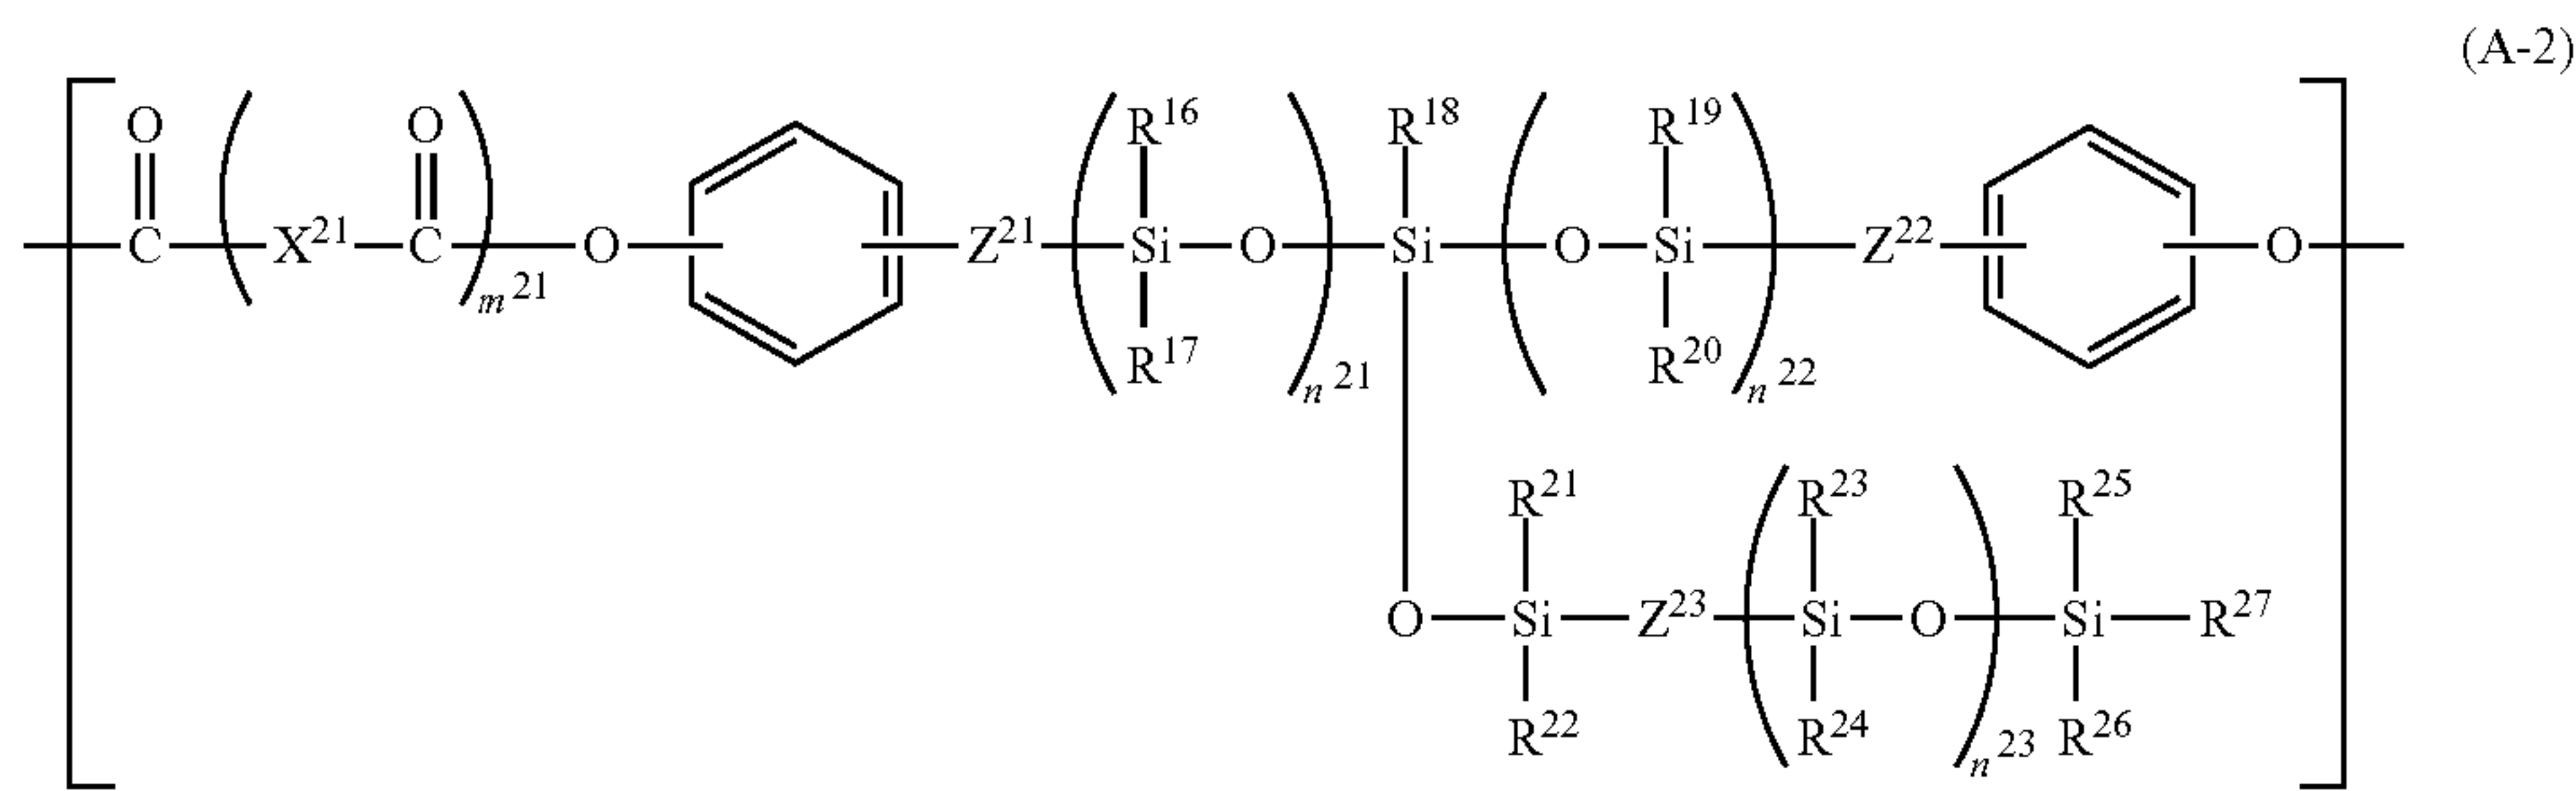 (A-2)
O O R16 R18 R19
C X21 C m21 O Z21 Si O n21 Si O Si n22 Z22 O
R17 R20
R21 R23 R25
O Si Z23 Si O n23 Si R27
R22 R24 R26